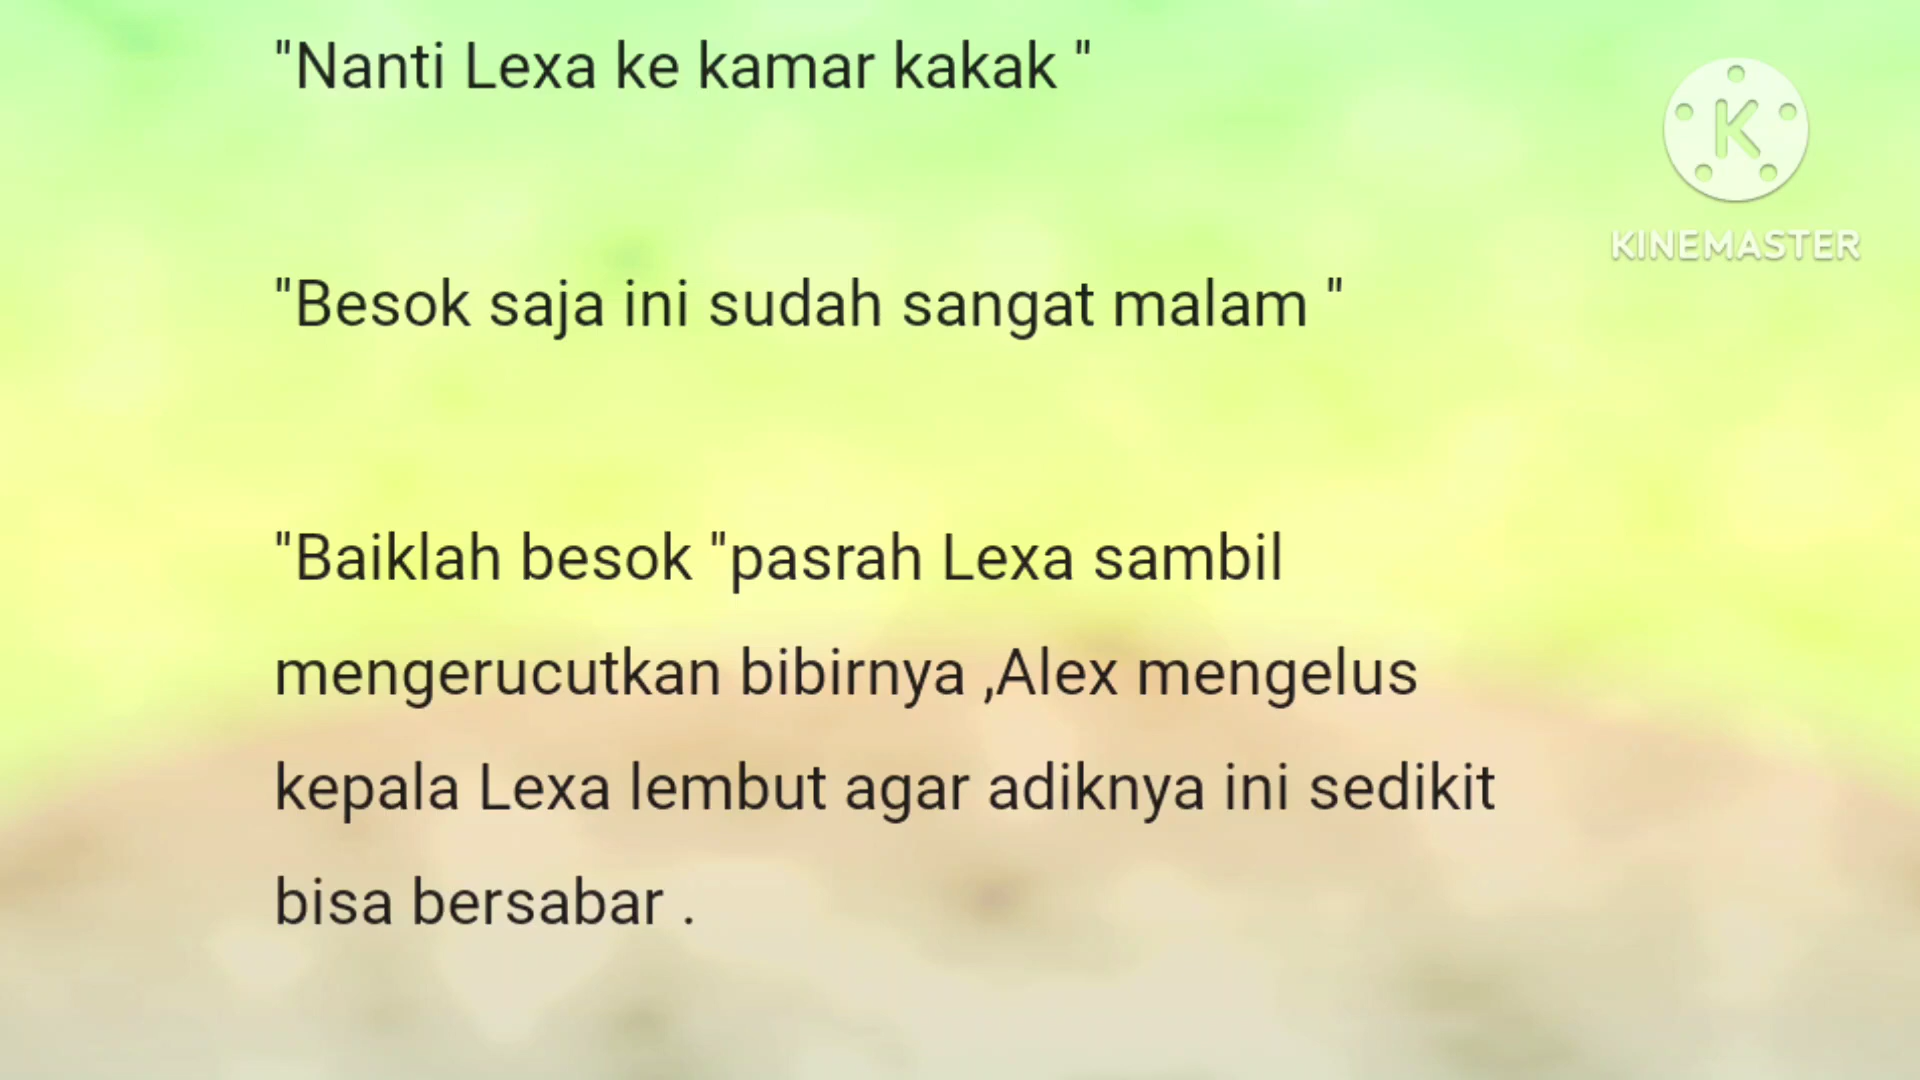 "Nanti Lexa ke kamar kakak "
K
KINEMASTER
"Besok saja ini sudah sangat malam "
"Baiklah besok "pasrah Lexa sambil
mengerucutkan bibirnya ,Alex mengelus
kepala Lexa lembut agar adiknya ini sedikit
bisa bersabar .